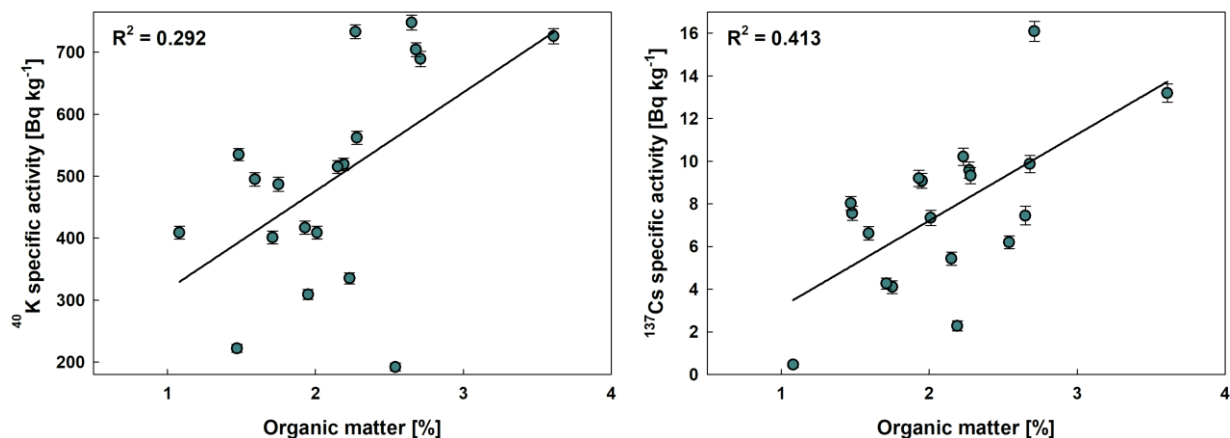 R² = 0.292
⁴⁰K specific activity [Bq kg⁻¹]
700
600
500
400
300
200
1 2 3 4
Organic matter [%]
R² = 0.413
¹³⁷Cs specific activity [Bq kg⁻¹]
16
14
12
10
8
6
4
2
0
1 2 3 4
Organic matter [%]